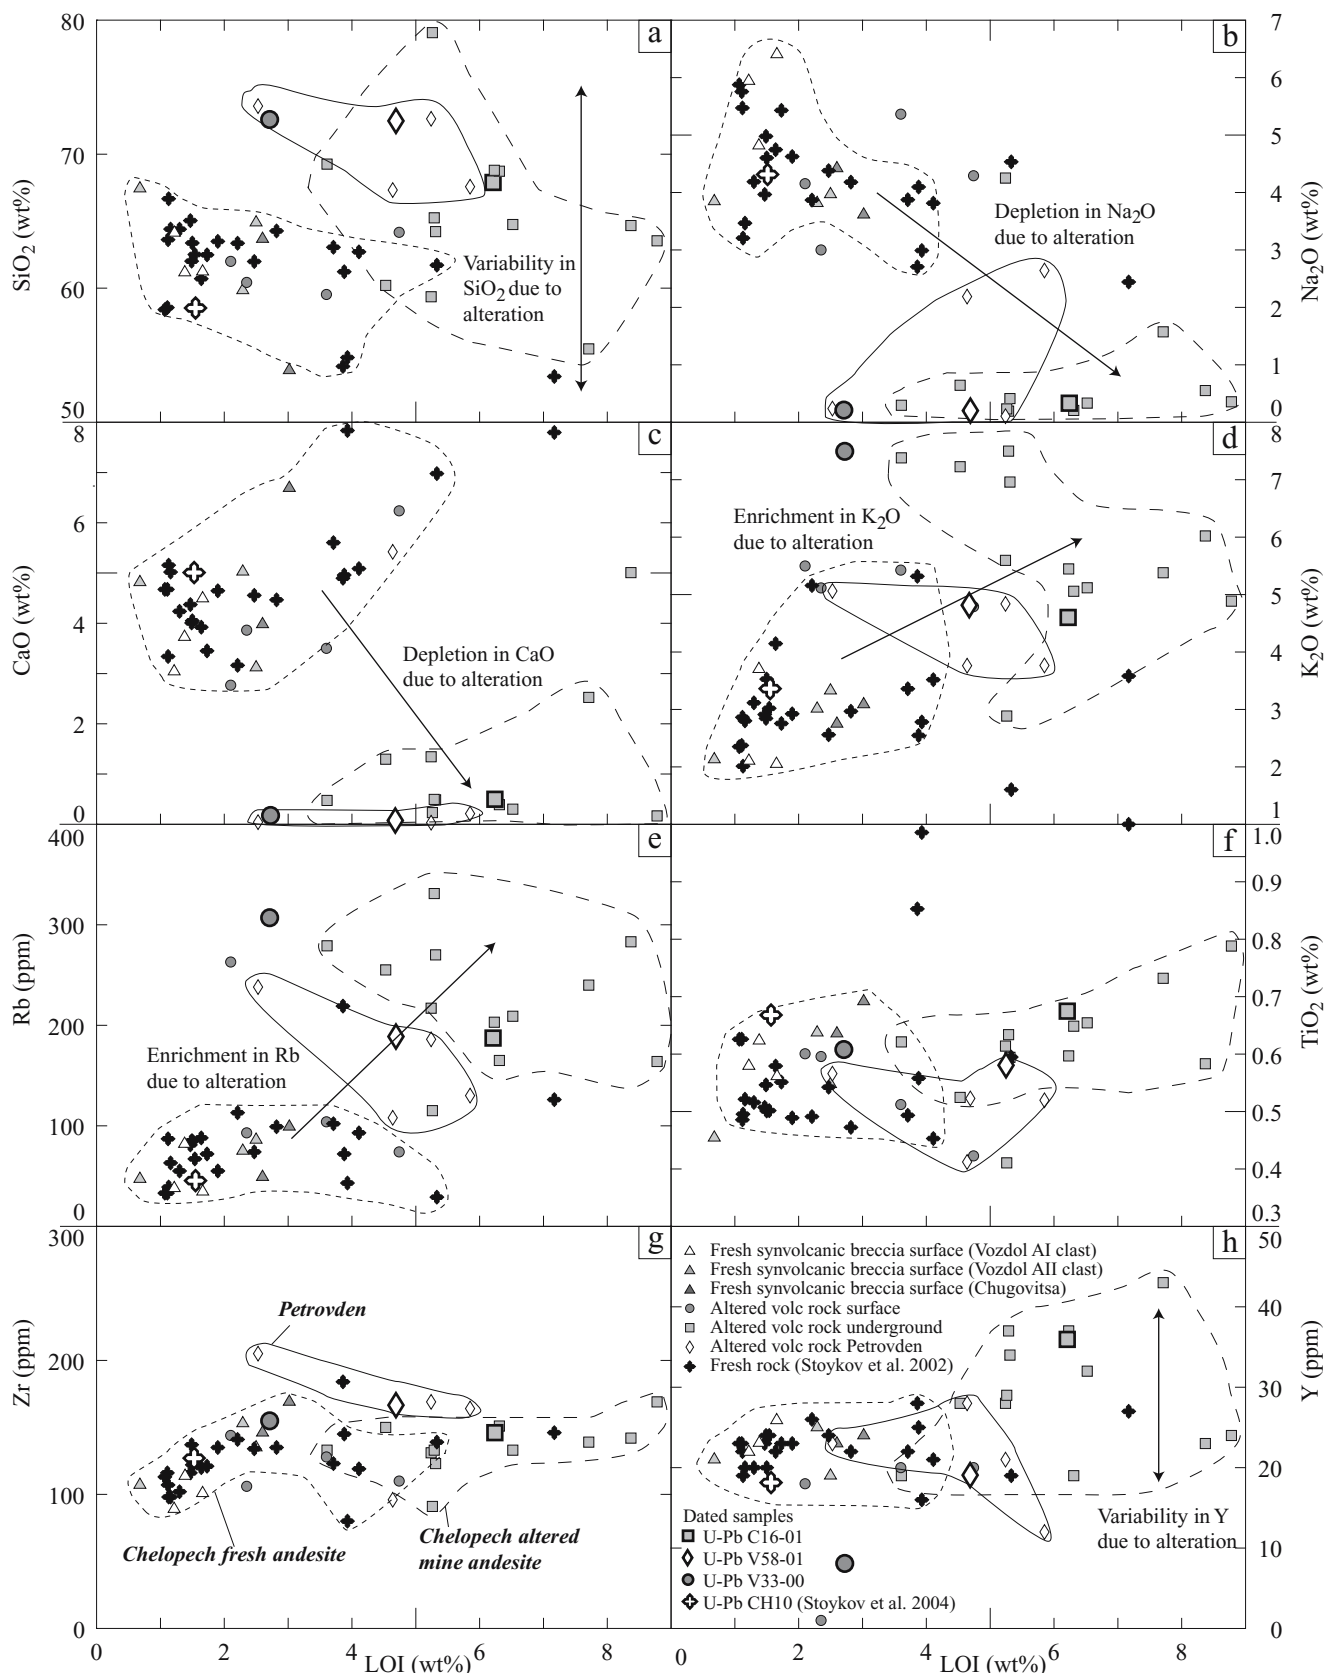 80
70
60
50
SiO₂ (wt%)
a
Variability in
SiO₂ due to
alteration
b
7
6
5
4
3
2
1
0
Na₂O (wt%)
Depletion in Na₂O
due to alteration
8
6
4
2
0
CaO (wt%)
c
Depletion in CaO
due to alteration
d
8
7
6
5
4
3
2
1
K₂O (wt%)
Enrichment in K₂O
due to alteration
400
300
200
100
0
Rb (ppm)
e
Enrichment in Rb
due to alteration
f
1.0
0.9
0.8
0.7
0.6
0.5
0.4
0.3
TiO₂ (wt%)
300
200
100
0
Zr (ppm)
g
Petrovden
Chelopech fresh andesite
Chelopech altered
mine andesite
0 2 4 6 8
LOI (wt%)
h
50
40
30
20
10
0
Y (ppm)
Fresh synvolcanic breccia surface (Vozdol AI clast)
Fresh synvolcanic breccia surface (Vozdol AII clast)
Fresh synvolcanic breccia surface (Chugovitsa)
Altered volc rock surface
Altered volc rock underground
Altered volc rock Petrovden
Fresh rock (Stoykov et al. 2002)
Variability in Y
due to alteration
Dated samples
U-Pb C16-01
U-Pb V58-01
U-Pb V33-00
U-Pb CH10 (Stoykov et al. 2004)
2 4 6 8
LOI (wt%)